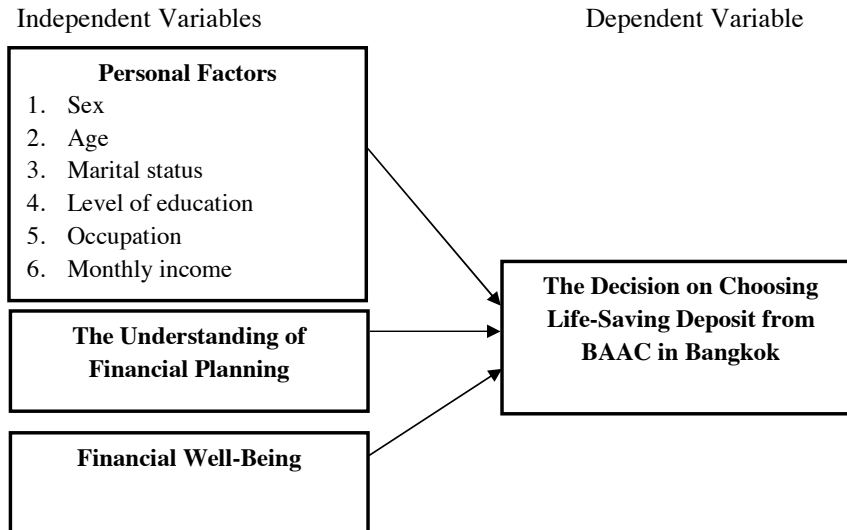 Independent Variables
Dependent Variable
Personal Factors
1. Sex
2. Age
3. Marital status
4. Level of education
5. Occupation
6. Monthly income
The Understanding of
Financial Planning
Financial Well-Being
The Decision on Choosing
Life-Saving Deposit from
BAAC in Bangkok